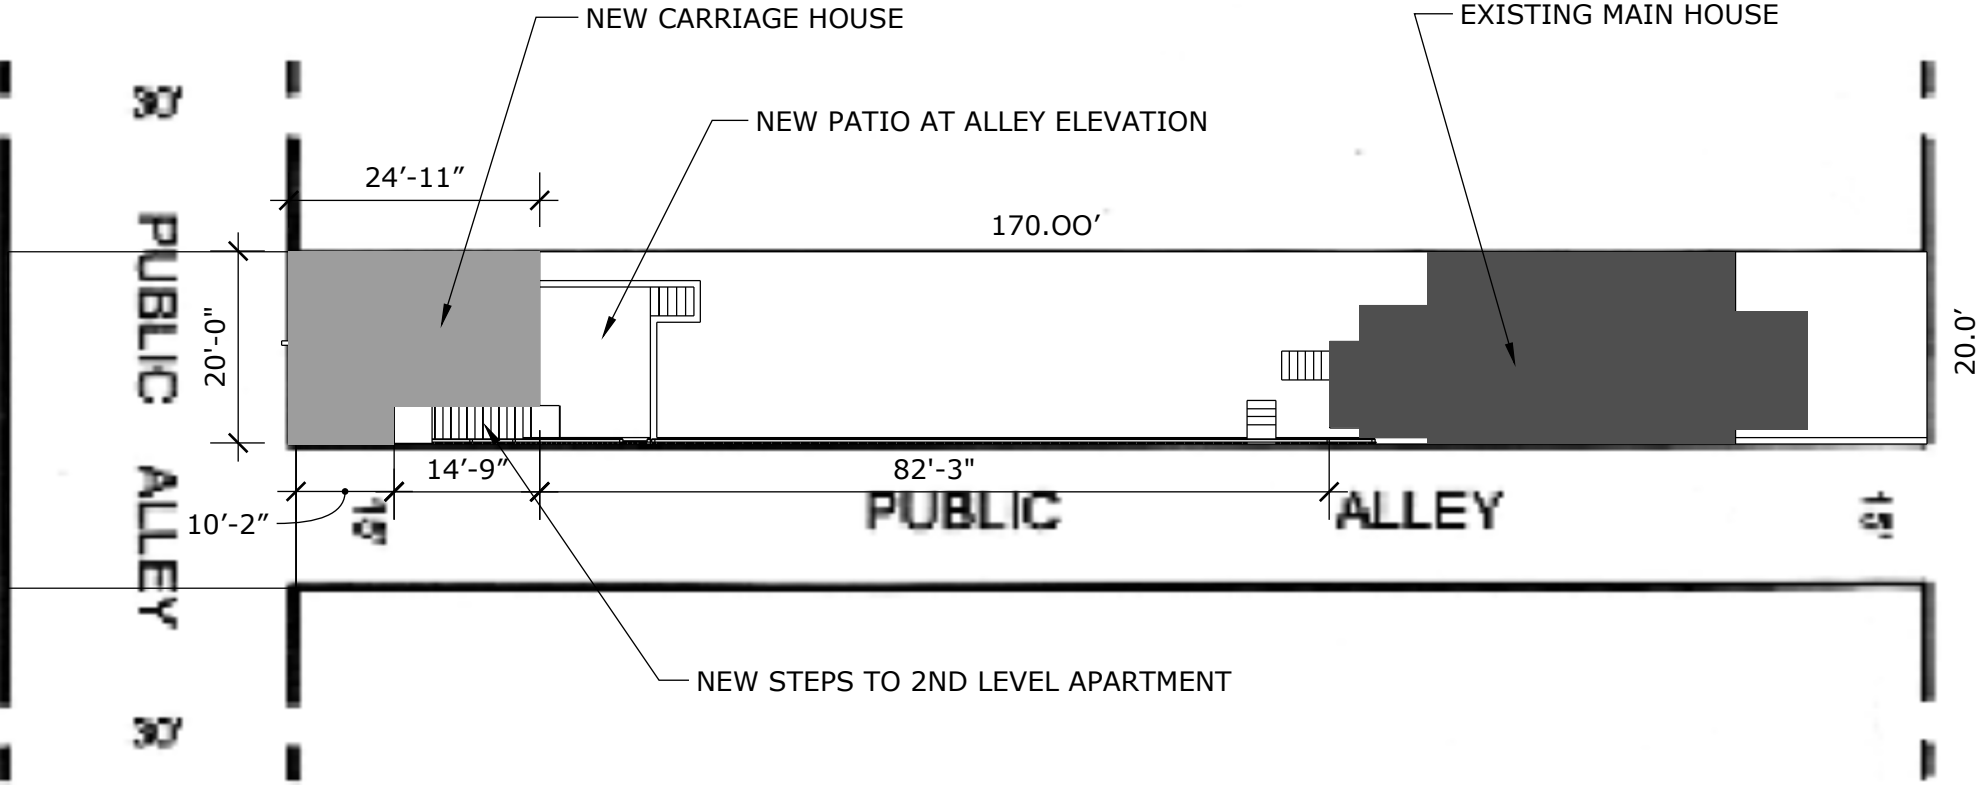 NEW CARRIAGE HOUSE
EXISTING MAIN HOUSE
30'
NEW PATIO AT ALLEY ELEVATION
24’-11”
170.OO’
PUBLIC ALLEY
20'-0"
20.0’
14’-9”
82'-3"
10’-2”
15'
PUBLIC ALLEY
15'
NEW STEPS TO 2ND LEVEL APARTMENT
30'